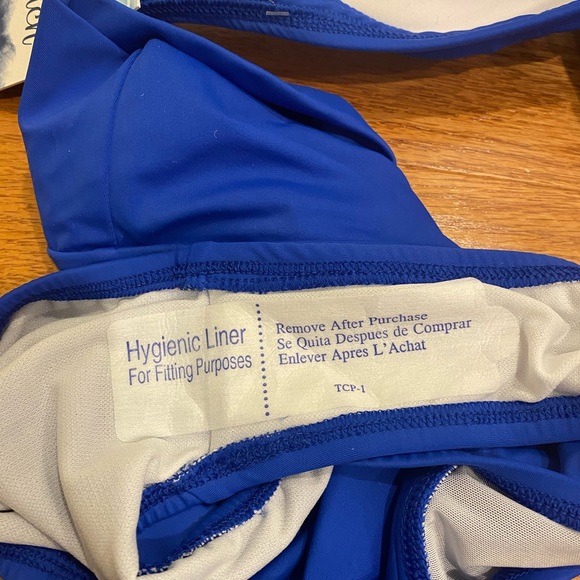 Hygienic Liner
For Fitting Purposes
Remove After Purchase
Se Quita Despues de Comprar
Enlever Apres L'Achat
TCP-1